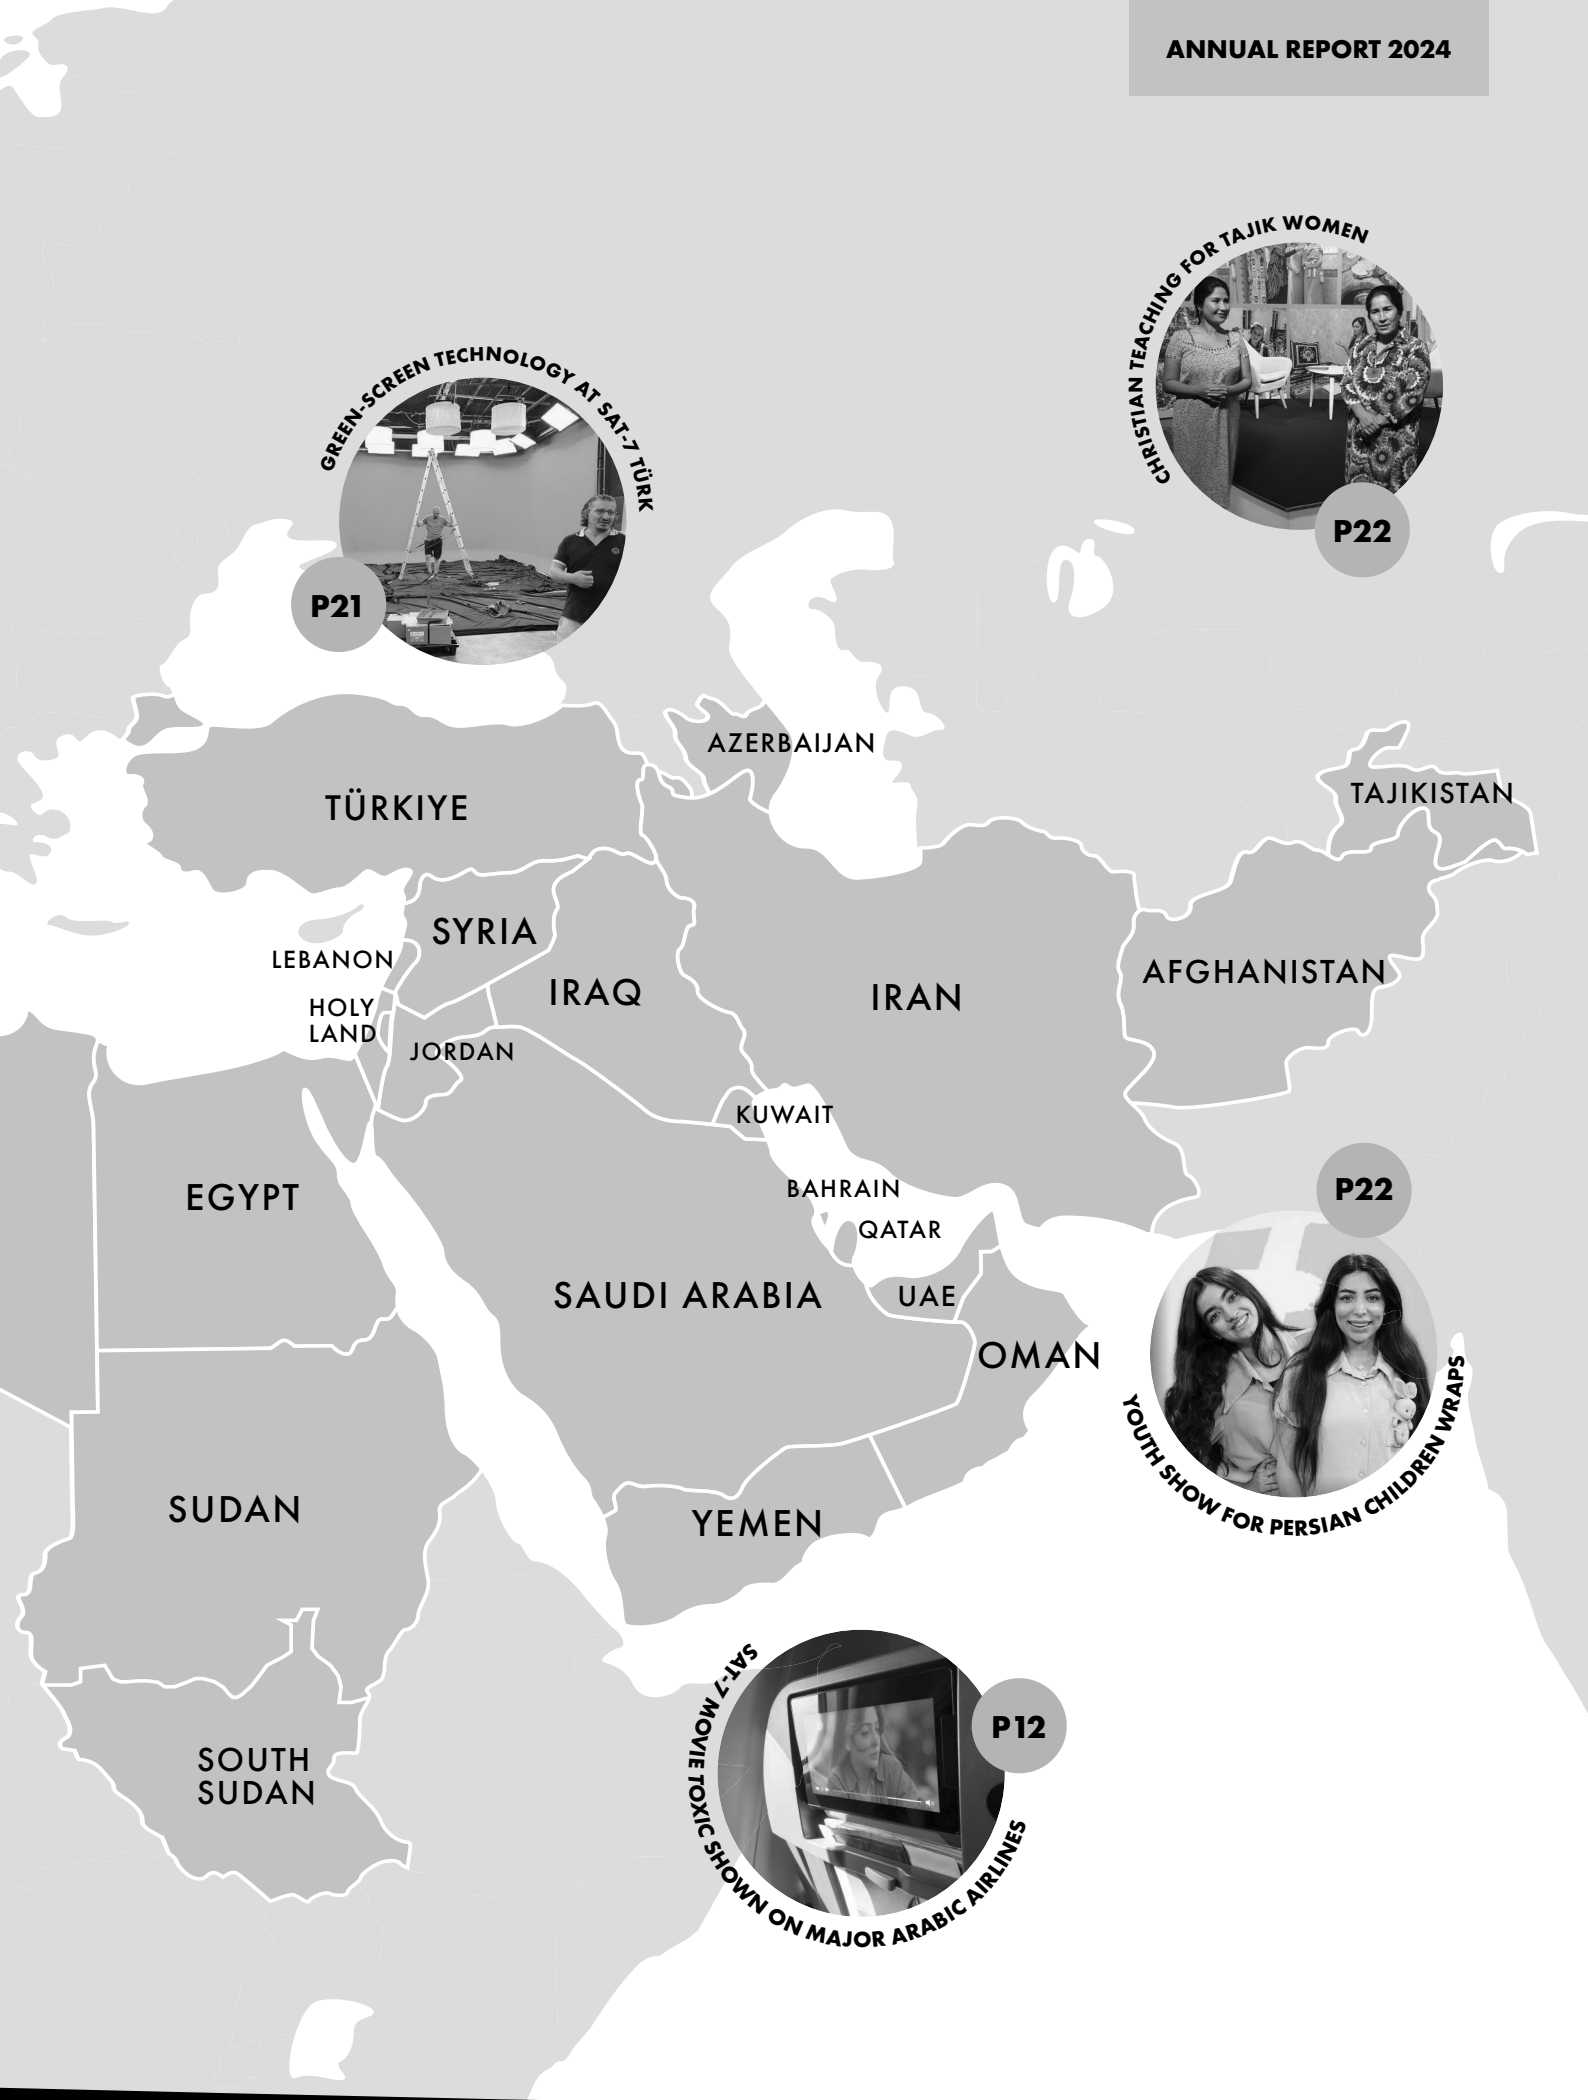 ANNUAL REPORT 2024
CHRISTIAN TEACHING FOR TAJIK WOMEN
P22
GREEN-SCREEN TECHNOLOGY AT SAT-7 TÜRK
P21
AZERBAIJAN
TAJIKISTAN
TÜRKIYE
SYRIA
LEBANON
AFGHANISTAN
IRAQ
IRAN
HOLY
LAND
JORDAN
KUWAIT
EGYPT
BAHRAIN
QATAR
P22
SAUDI ARABIA
UAE
OMAN
YOUTH SHOW FOR PERSIAN CHILDREN WRAPS
SUDAN
YEMEN
SAT-7 MOVIE TOXIC SHOWN ON MAJOR ARABIC AIRLINES
P12
SOUTH
SUDAN